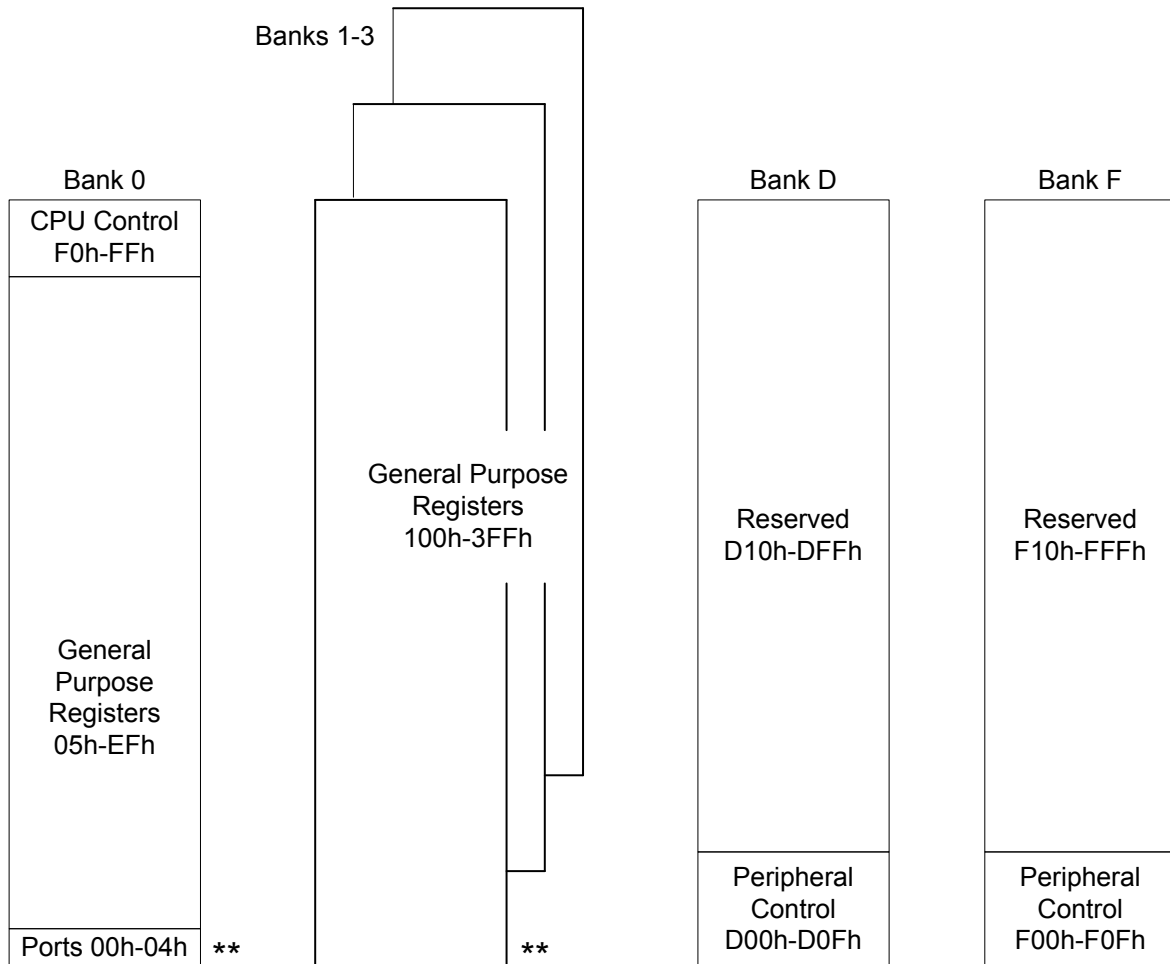 Banks 1-3
Bank 0
CPU Control
F0h-FFh
General
Purpose
Registers
05h-EFh
Ports 00h-04h
**
General Purpose
Registers
100h-3FFh
**
Bank D
Reserved
D10h-DFFh
Peripheral
Control
D00h-D0Fh
Bank F
Reserved
F10h-FFFh
Peripheral
Control
F00h-F0Fh